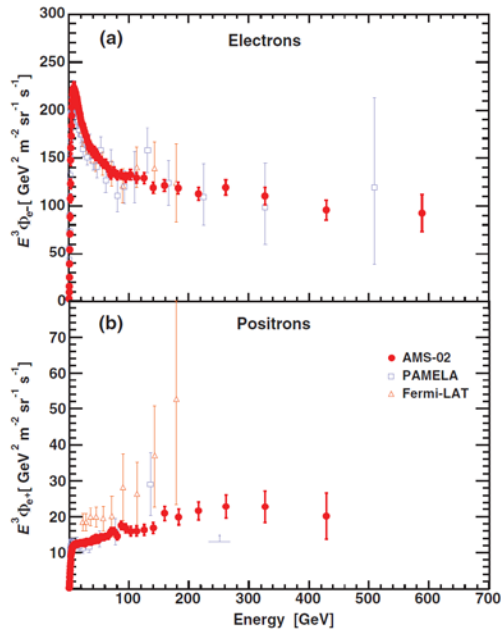 (a)
Electrons
300
250
200
150
100
50
0
E³Φe-[ GeV² m⁻² sr⁻¹ s⁻¹]
(b)
Positrons
70
60
50
40
30
20
10
E³Φe+[ GeV² m⁻² sr⁻¹ s⁻¹]
AMS-02
PAMELA
Fermi-LAT
100 200 300 400 500 600 700
Energy [GeV]